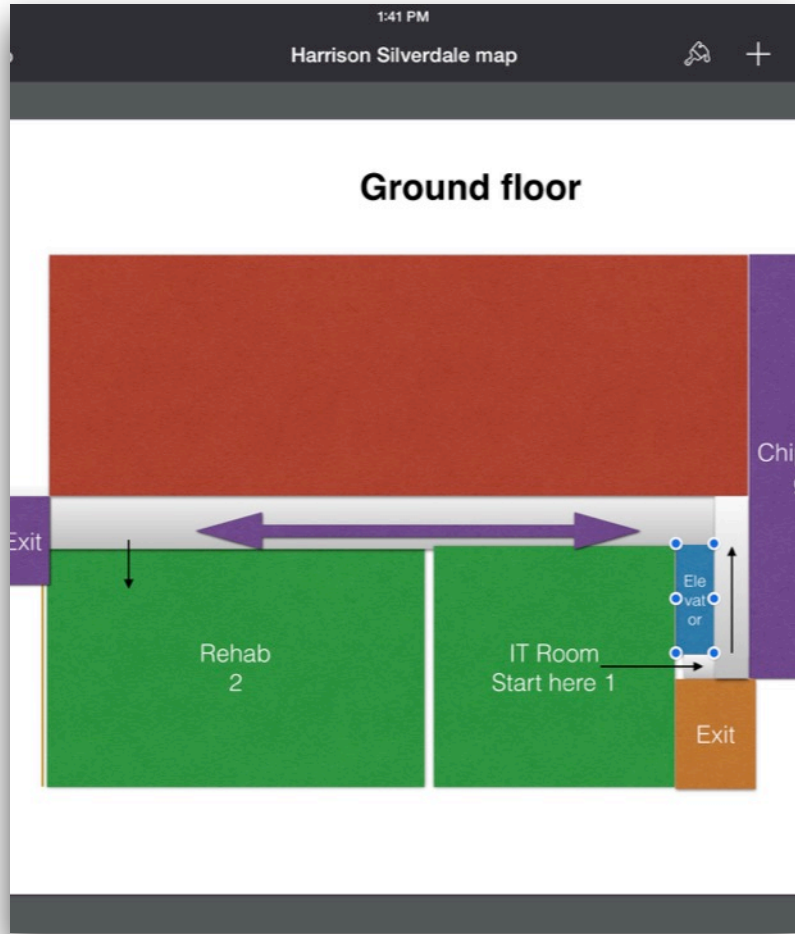 1:41 PM
Harrison Silverdale map
Ground floor
Exit
Rehab
2
IT Room
Start here 1
Ele
vat
or
Exit